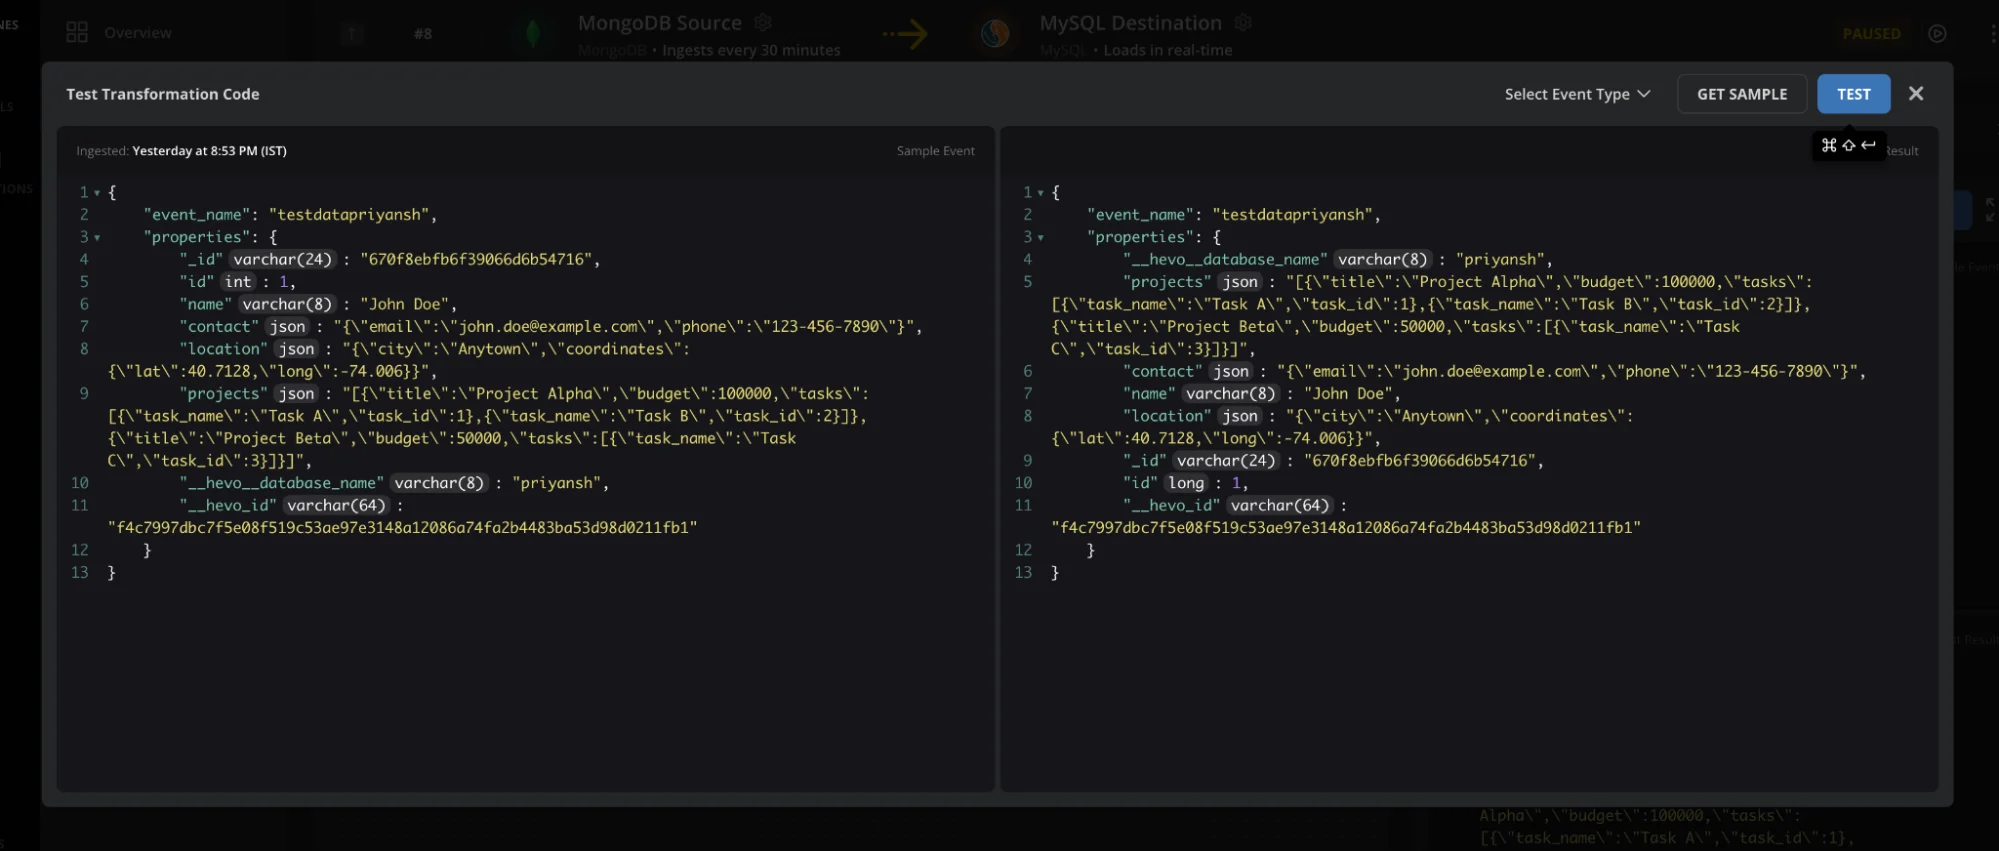 NES
Overview
#8
MongoDB Source
MongoDB • Ingests every 30 minutes
MySQL Destination
MySQL • Loads in real-time
PAUSED
LS
IONS
Test Transformation Code
Select Event Type
GET SAMPLE
TEST
⌘ ⇧ ↩
Ingested: Yesterday at 8:53 PM (IST)
Sample Event
1 {
2 "event_name": "testdatapriyansh",
3 "properties": {
4 "_id" varchar(24) : "670f8ebfb6f39066d6b54716",
5 "id" int : 1,
6 "name" varchar(8) : "John Doe",
7 "contact" json : "{\"email\":\"john.doe@example.com\",\"phone\":\"123-456-7890\"}",
8 "location" json : "{\"city\":\"Anytown\",\"coordinates\":
{\"lat\":40.7128,\"long\":-74.006}}",
9 "projects" json : "[{\"title\":\"Project Alpha\",\"budget\":100000,\"tasks\":
[{\"task_name\":\"Task A\",\"task_id\":1},{\"task_name\":\"Task B\",\"task_id\":2}]},
{\"title\":\"Project Beta\",\"budget\":50000,\"tasks\":[{\"task_name\":\"Task
C\",\"task_id\":3}]}]",
10 "__hevo__database_name" varchar(8) : "priyansh",
11 "__hevo_id" varchar(64) :
"f4c7997dbc7f5e08f519c53ae97e3148a12086a74fa2b4483ba53d98d0211fb1"
12 }
13 }
Result
1 {
2 "event_name": "testdatapriyansh",
3 "properties": {
4 "__hevo__database_name" varchar(8) : "priyansh",
5 "projects" json : "[{\"title\":\"Project Alpha\",\"budget\":100000,\"tasks\":
[{\"task_name\":\"Task A\",\"task_id\":1},{\"task_name\":\"Task B\",\"task_id\":2}]},
{\"title\":\"Project Beta\",\"budget\":50000,\"tasks\":[{\"task_name\":\"Task
C\",\"task_id\":3}]}]",
6 "contact" json : "{\"email\":\"john.doe@example.com\",\"phone\":\"123-456-7890\"}",
7 "name" varchar(8) : "John Doe",
8 "location" json : "{\"city\":\"Anytown\",\"coordinates\":
{\"lat\":40.7128,\"long\":-74.006}}",
9 "_id" varchar(24) : "670f8ebfb6f39066d6b54716",
10 "id" long : 1,
11 "__hevo_id" varchar(64) :
"f4c7997dbc7f5e08f519c53ae97e3148a12086a74fa2b4483ba53d98d0211fb1"
12 }
13 }
Alpha\",\"budget\":100000,\"tasks\":
[{\"task_name\":\"Task A\",\"task_id\":1},